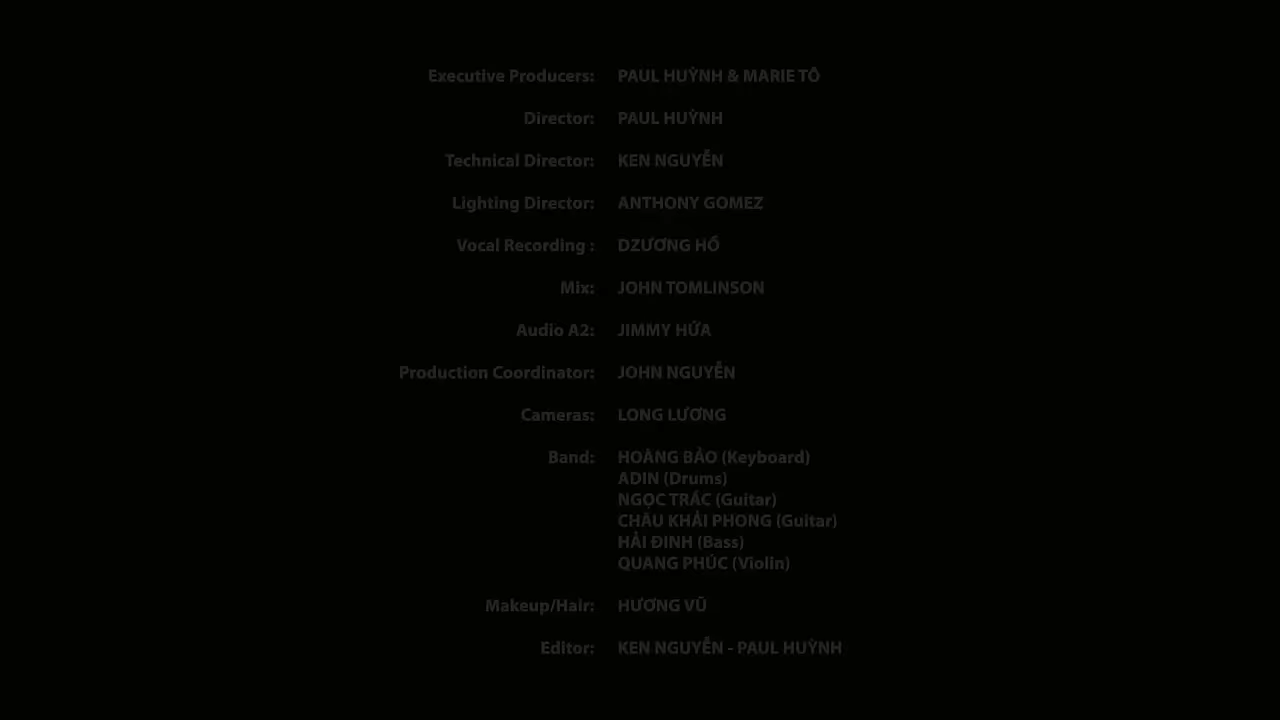 Executive Producers: PAUL HUỲNH & MARIE TÔ
Director: PAUL HUỲNH
Technical Director: KEN NGUYỄN
Lighting Director: ANTHONY GOMEZ
Vocal Recording : DZƯƠNG HỒ
Mix: JOHN TOMLINSON
Audio A2: JIMMY HỨA
Production Coordinator: JOHN NGUYỄN
Cameras: LONG LƯƠNG
Band: HOÀNG BẢO (Keyboard)
ADIN (Drums)
NGỌC TRÁC (Guitar)
CHÂU KHẢI PHONG (Guitar)
HẢI ĐINH (Bass)
QUANG PHÚC (Violin)
Makeup/Hair: HƯƠNG VŨ
Editor: KEN NGUYỄN - PAUL HUỲNH